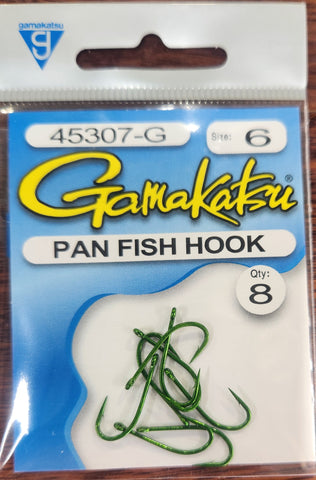 gamakatsu
g
45307-G
Size: 6
Gamakatsu
PAN FISH HOOK
Qty:
8